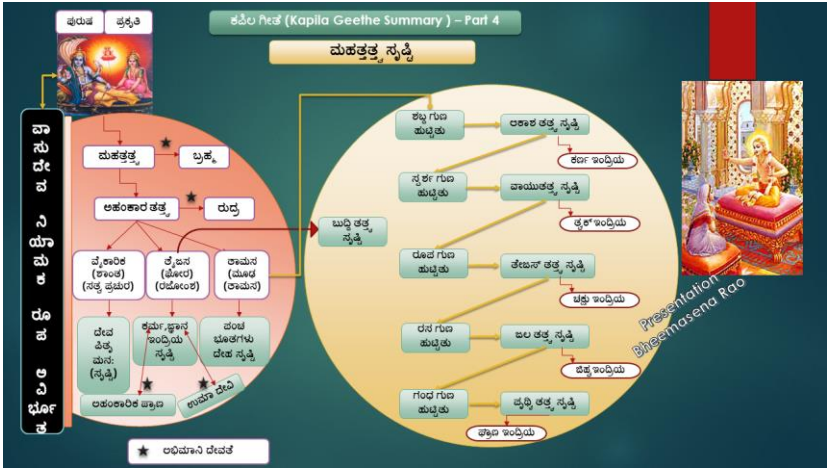 ಪುರುಷ ಪ್ರಕೃತಿ
ಕಪಿಲ ಗೀತೆ (Kapila Geethe Summary ) – Part 4
ಮಹತ್ತತ್ತ್ವ ಸೃಷ್ಟಿ
ವಾಸುದೇವ ನಿಯಾಮಕ ರೂಪ ಆವಿರ್ಭೂತ
ಮಹತ್ತತ್ತ್ವ
ಬ್ರಹ್ಮ
ಅಹಂಕಾರ ತತ್ತ್ವ
ರುದ್ರ
ವೈಕಾರಿಕ
(ಶಾಂತ)
(ಸತ್ವ ಪ್ರಚುರ)
ತೈಜಸ
(ಘೋರ)
(ರಜೋಂಶ)
ತಾಮಸ
(ಮೂಢ)
(ತಾಮಸ)
ದೇವ
ಪಿತೃ
ಮನ:
(ಸೃಷ್ಟಿ)
ಕರ್ಮ,ಜ್ಞಾನ
ಇಂದ್ರಿಯ
ಸೃಷ್ಟಿ
ಪಂಚ
ಭೂತಗಳು
ದೇಹ ಸೃಷ್ಟಿ
ಅಹಂಕಾರಿಕ ಪ್ರಾಣ
ಉಮಾ ದೇವಿ
★ ಅಭಿಮಾನಿ ದೇವತೆ
ಬುದ್ಧಿ ತತ್ತ್ವ
ಸೃಷ್ಟಿ
ಶಬ್ದ ಗುಣ
ಹುಟ್ಟಿತು
ಆಕಾಶ ತತ್ತ್ವ ಸೃಷ್ಟಿ
ಕರ್ಣ ಇಂದ್ರಿಯ
ಸ್ಪರ್ಶ ಗುಣ
ಹುಟ್ಟಿತು
ವಾಯುತತ್ತ್ವ ಸೃಷ್ಟಿ
ತ್ವಕ್ ಇಂದ್ರಿಯ
ರೂಪ ಗುಣ
ಹುಟ್ಟಿತು
ತೇಜಸ್ ತತ್ತ್ವ ಸೃಷ್ಟಿ
ಚಕ್ಷು ಇಂದ್ರಿಯ
ರಸ ಗುಣ
ಹುಟ್ಟಿತು
ಜಲ ತತ್ತ್ವ ಸೃಷ್ಟಿ
ಜಿಹ್ವ ಇಂದ್ರಿಯ
ಗಂಧ ಗುಣ
ಹುಟ್ಟಿತು
ಪೃಥ್ವಿ ತತ್ತ್ವ ಸೃಷ್ಟಿ
ಘ್ರಾಣ ಇಂದ್ರಿಯ
Presentation
Bheemasena Rao